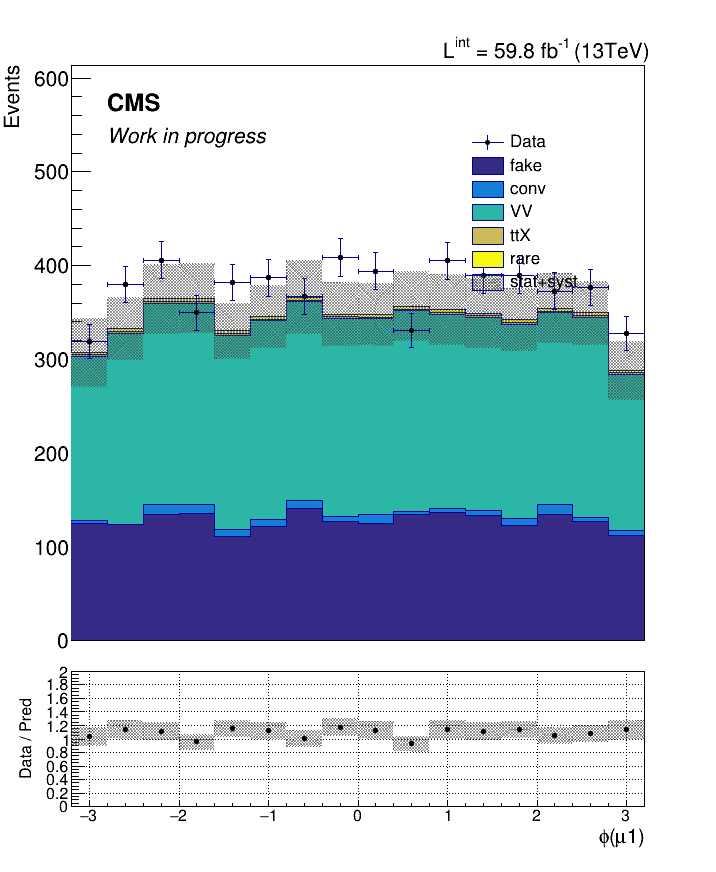 L^int = 59.8 fb^-1 (13TeV)
Events
600
500
400
300
200
100
0
CMS
Work in progress
Data
fake
conv
VV
ttX
rare
stat+syst
Data / Pred
2
1.8
1.6
1.4
1.2
1
0.8
0.6
0.4
0.2
0
−3
−2
−1
0
1
2
3
ϕ(μ1)